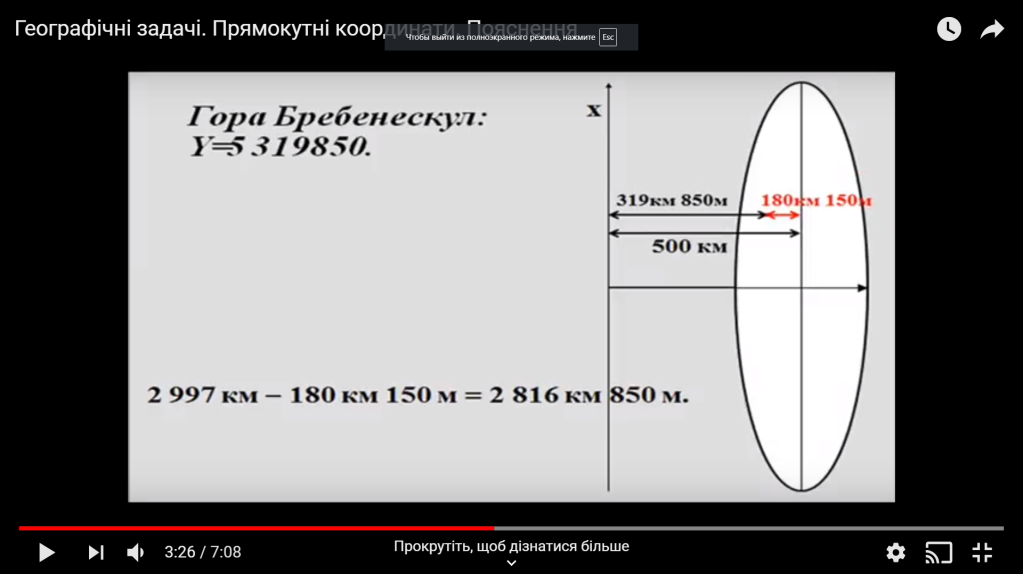 Географічні задачі. Прямокутні координати. Пояснення
Чтобы выйти из полноэкранного режима, нажмите Esc
Гора Бребенескул:
Y=5 319850.
x
319км 850м
180км 150м
500 км
2 997 км – 180 км 150 м = 2 816 км 850 м.
3:26 / 7:08
Прокрутіть, щоб дізнатися більше